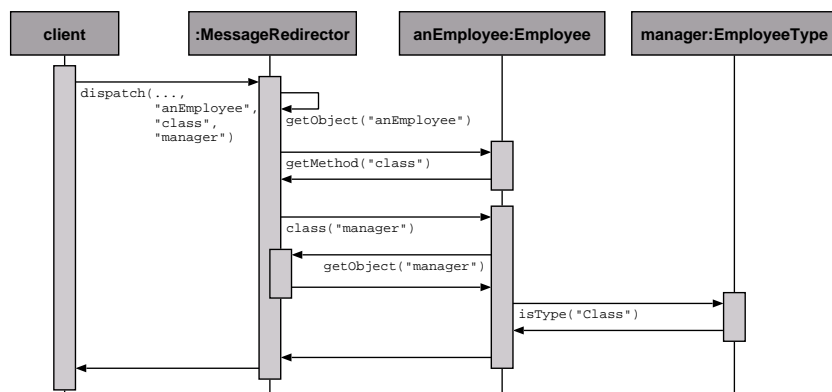 client
:MessageRedirector
anEmployee:Employee
manager:EmployeeType
dispatch(...,
"anEmployee",
"class",
"manager")
getObject("anEmployee")
getMethod("class")
class("manager")
getObject("manager")
isType("Class")